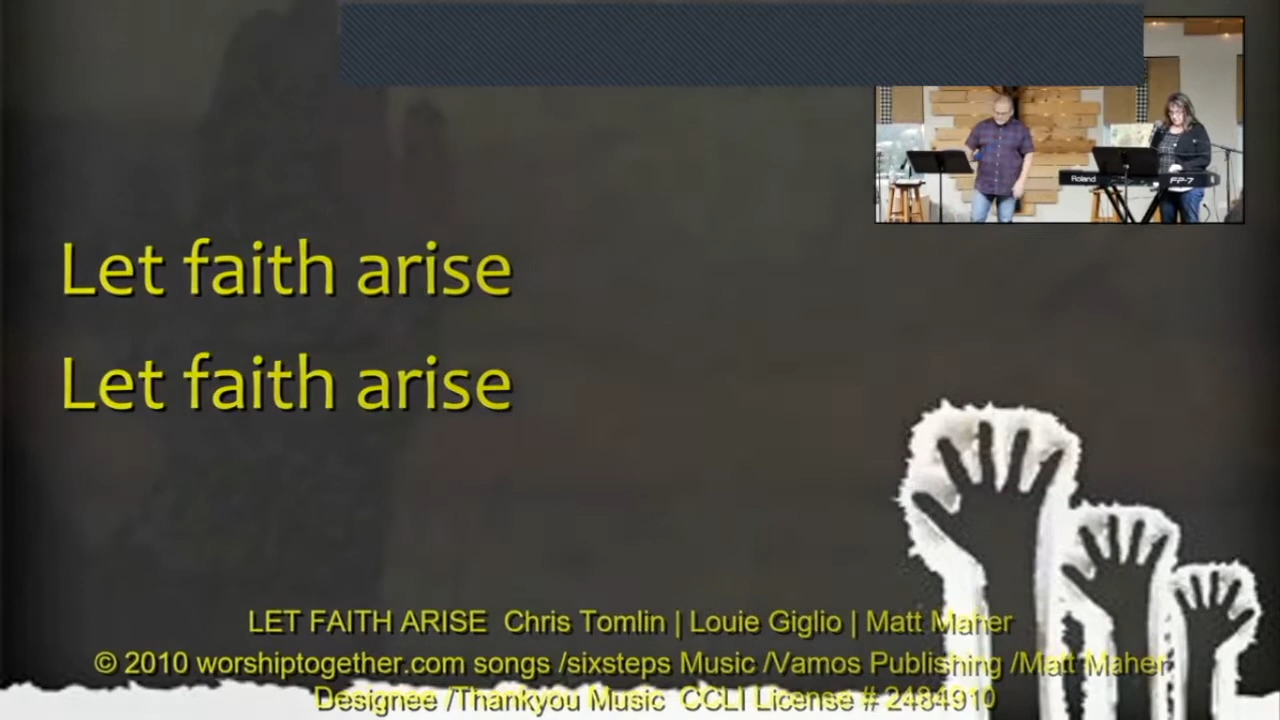 Roland FP-7
Let faith arise
Let faith arise
LET FAITH ARISE Chris Tomlin | Louie Giglio | Matt Maher
© 2010 worshiptogether.com songs /sixsteps Music /Vamos Publishing /Matt Maher
Designee /Thankyou Music CCLI License # 2484910